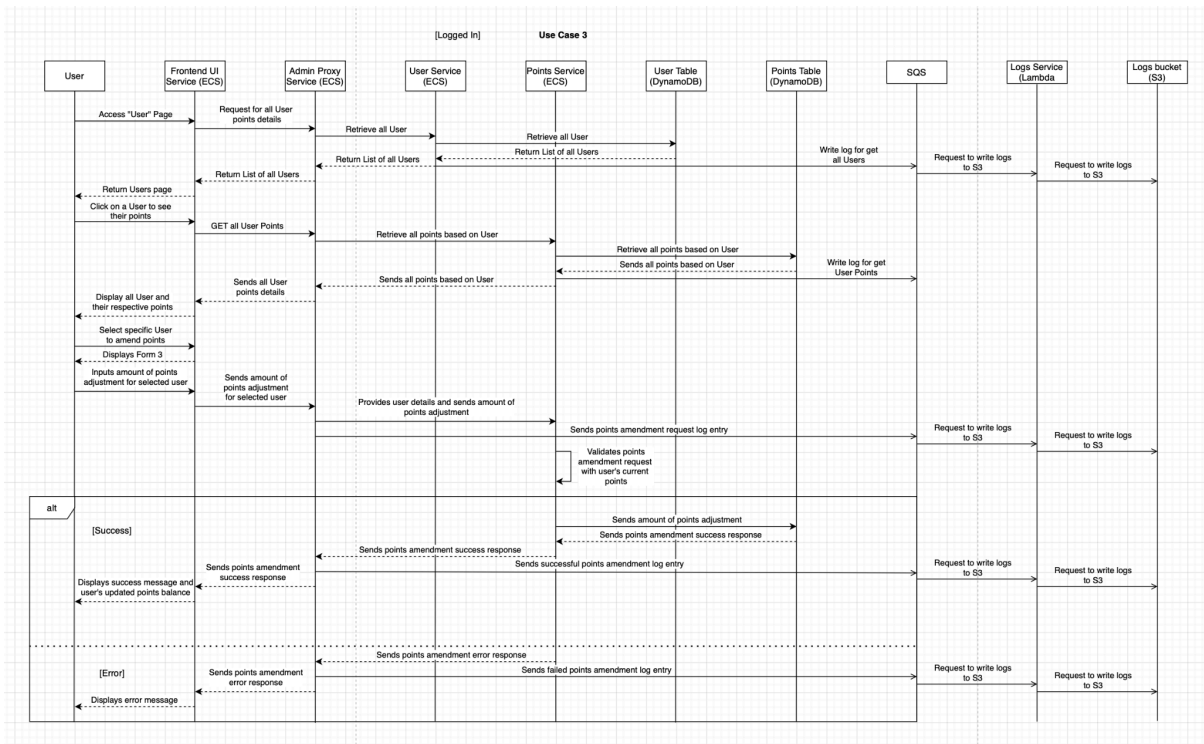 [Logged In]
Use Case 3
User
Frontend UI
Service (ECS)
Admin Proxy
Service (ECS)
User Service
(ECS)
Points Service
(ECS)
User Table
(DynamoDB)
Points Table
(DynamoDB)
SQS
Logs Service
(Lambda
Logs bucket
(S3)
Access "User" Page
Request for all User
points details
Retrieve all User
Retrieve all User
Return List of all Users
Return List of all Users
Write log for get
all Users
Request to write logs
to S3
Request to write logs
to S3
Return List of all Users
Return Users page
Click on a User to see
their points
GET all User Points
Retrieve all points based on User
Retrieve all points based on User
Sends all points based on User
Write log for get
User Points
Sends all points based on User
Sends all User
points details
Display all User and
their respective points
Select specific User
to amend points
Displays Form 3
Inputs amount of points
adjustment for selected user
Sends amount of
points adjustment
for selected user
Provides user details and sends amount of
points adjustment
Sends points amendment request log entry
Request to write logs
to S3
Request to write logs
to S3
Validates points
amendment request
with user's current
points
alt
[Success]
Sends amount of points adjustment
Sends points amendment success response
Sends points amendment success response
Sends successful points amendment log entry
Request to write logs
to S3
Request to write logs
to S3
Sends points amendment
success response
Displays success message and
user's updated points balance
[Error]
Sends points amendment error response
Sends failed points amendment log entry
Request to write logs
to S3
Request to write logs
to S3
Sends points amendment
error response
Displays error message